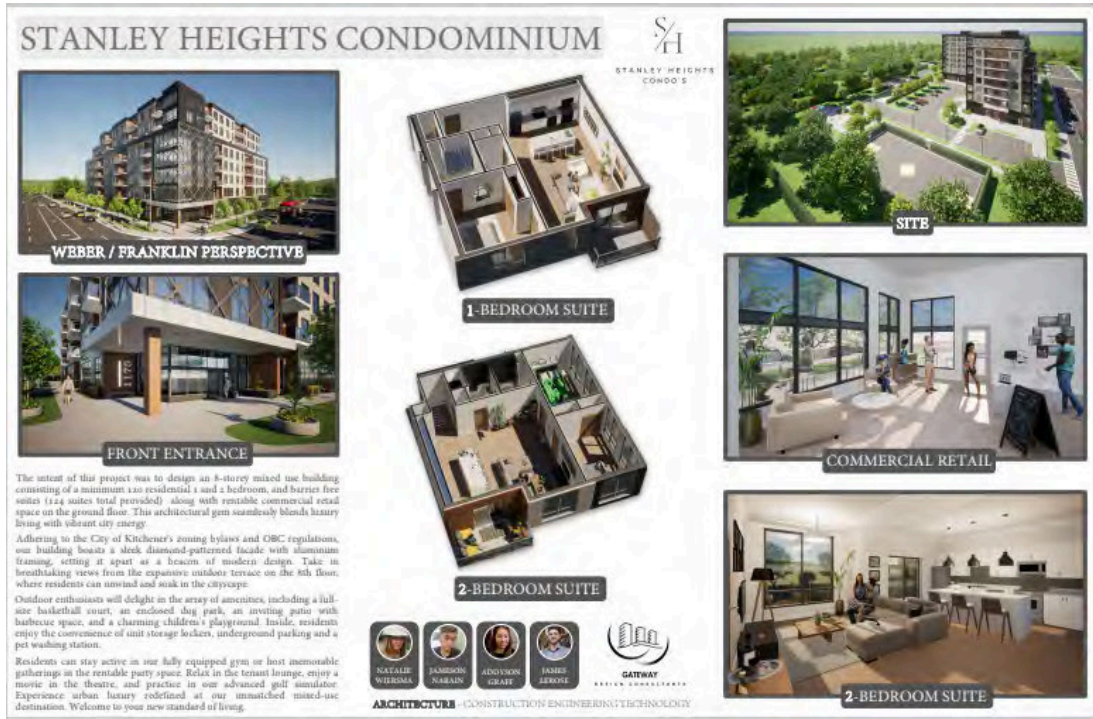 STANLEY HEIGHTS CONDOMINIUM
S/H
STANLEY HEIGHTS
CONDO'S
WEBER / FRANKLIN PERSPECTIVE
1170
FRONT ENTRANCE
The intent of this project was to design an 8-storey mixed use building
consisting of a minimum 120 residential 1 and 2 bedroom, and barrier free
suites (124 suites total provided) along with rentable commercial retail
space on the ground floor. This architectural gem seamlessly blends luxury
living with vibrant city energy.
Adhering to the City of Kitchener's zoning bylaws and OBC regulations,
our building boasts a sleek diamond-patterned facade with aluminum
framing, setting it apart as a beacon of modern design. Take in
breathtaking views from the expansive outdoor terrace on the 8th floor,
where residents can unwind and soak in the cityscape.
Outdoor enthusiasts will delight in the array of amenities, including a full-
size basketball court, an enclosed dog park, an inviting patio with
barbecue space, and a charming children's playground. Inside, residents
enjoy the convenience of unit storage lockers, underground parking and a
pet washing station.
Residents can stay active in our fully equipped gym or host memorable
gatherings in the rentable party space. Relax in the tenant lounge, enjoy a
movie in the theatre, and practice in our advanced golf simulator.
Experience urban luxury redefined at our unmatched mixed-use
destination. Welcome to your new standard of living.
1-BEDROOM SUITE
2-BEDROOM SUITE
NATALIE
WIERSMA
JAMESON
NARAIN
ADDYSON
GRAFF
JAMES
LEROSE
GATEWAY
DESIGN CONSULTANTS
ARCHITECTURE - CONSTRUCTION ENGINEERING TECHNOLOGY
SITE
COMMERCIAL RETAIL
2-BEDROOM SUITE